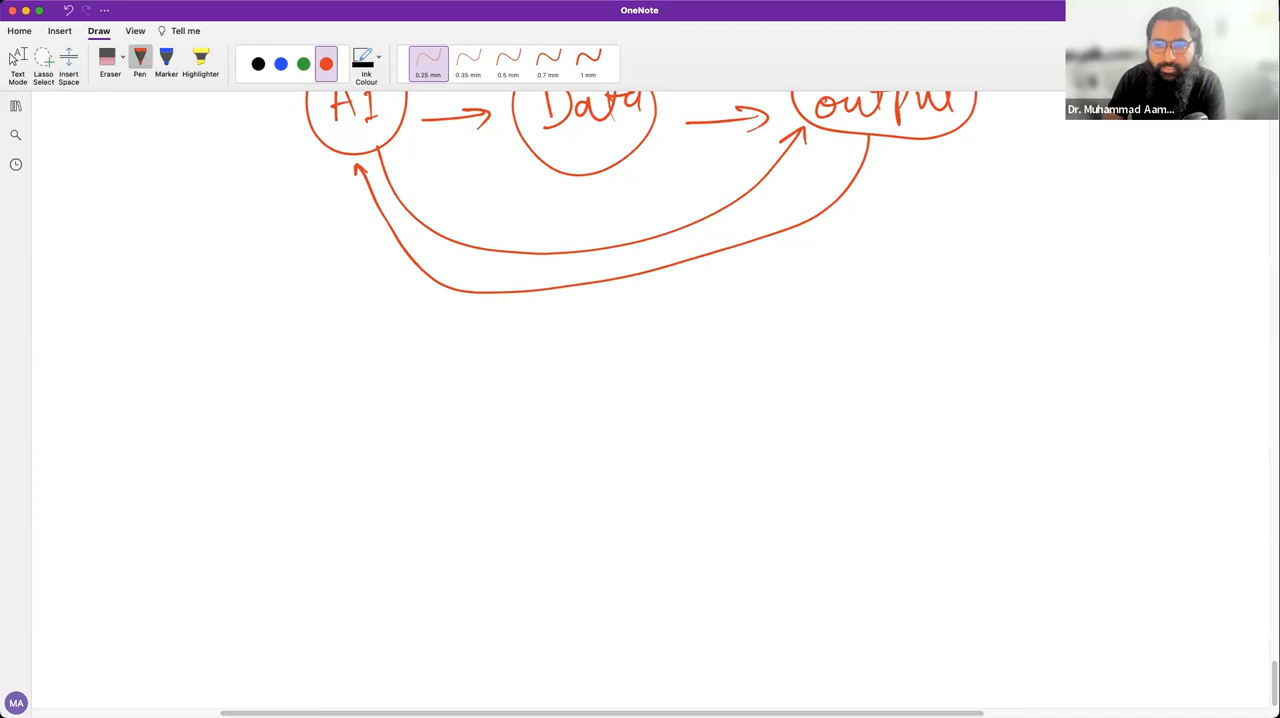 OneNote
Home Insert Draw View Tell me
Text Mode
Lasso Select
Insert Space
Eraser
Pen
Marker
Highlighter
Ink Colour
0.25 mm
0.35 mm
0.5 mm
0.7 mm
1 mm
Dr. Muhammad Aam...
AI → Data → output
MA